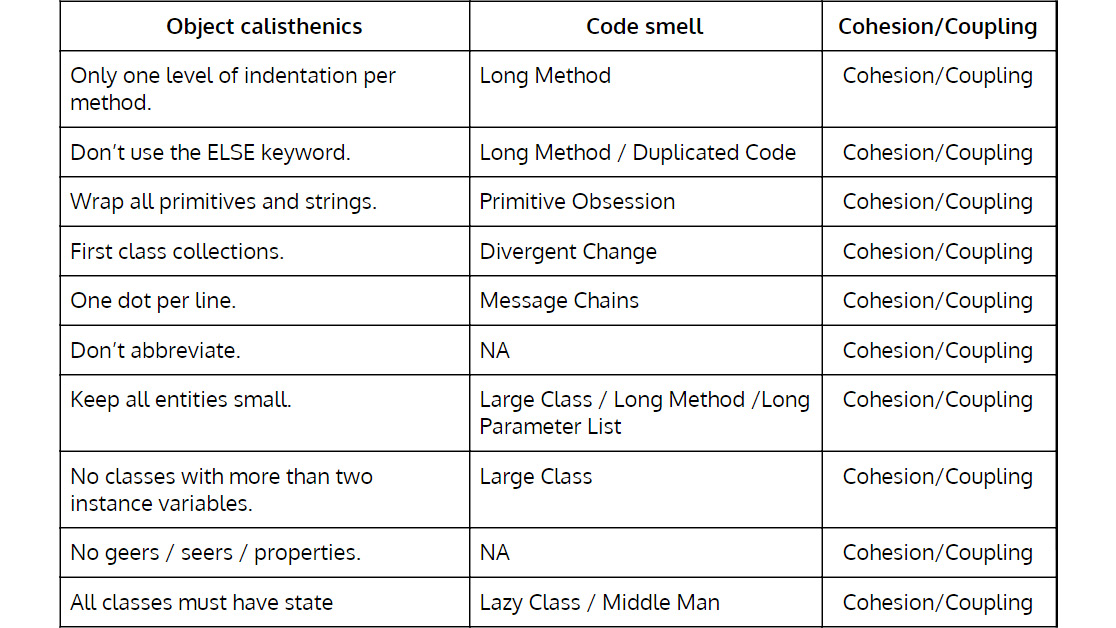 Object calisthenics Code smell Cohesion/Coupling
Only one level of indentation per Long Method Cohesion/Coupling
method.
Don’t use the ELSE keyword. Long Method / Duplicated Code Cohesion/Coupling
Wrap all primitives and strings. Primitive Obsession Cohesion/Coupling
First class collections. Divergent Change Cohesion/Coupling
One dot per line. Message Chains Cohesion/Coupling
Don’t abbreviate. NA Cohesion/Coupling
Keep all entities small. Large Class / Long Method /Long Cohesion/Coupling
Parameter List
No classes with more than two Large Class Cohesion/Coupling
instance variables.
No geers / seers / properties. NA Cohesion/Coupling
All classes must have state Lazy Class / Middle Man Cohesion/Coupling